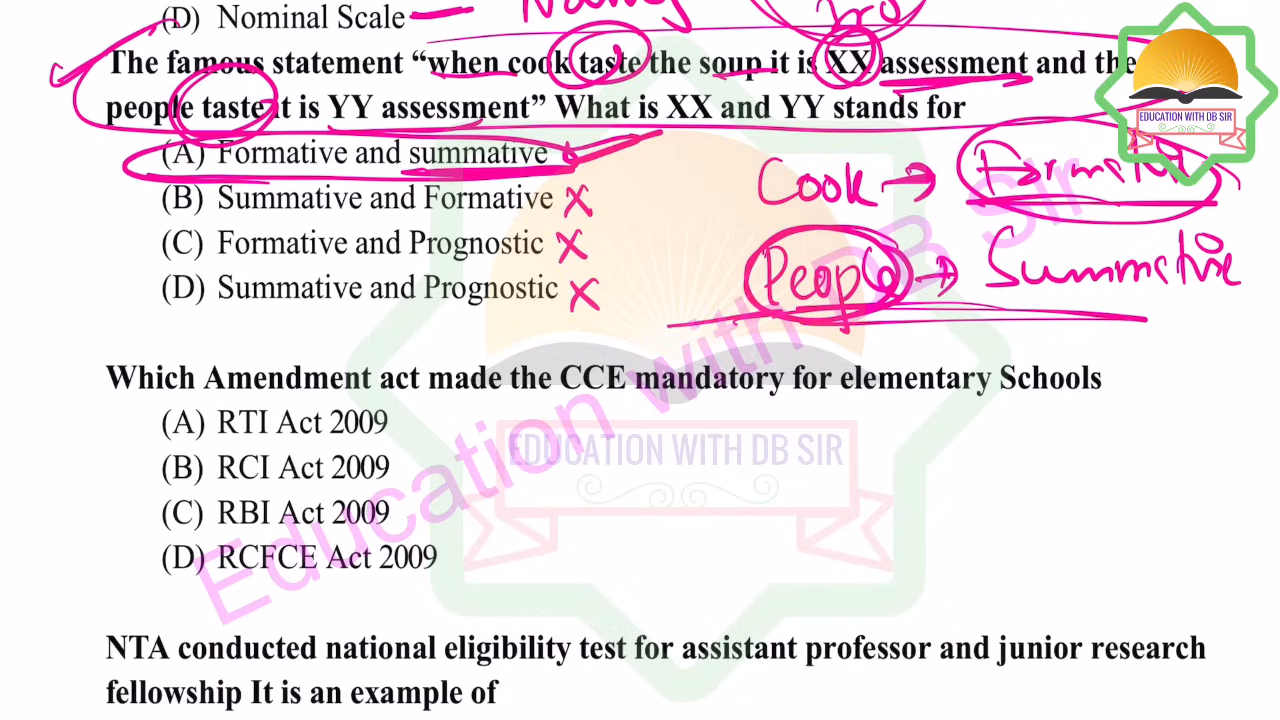 (D) Nominal Scale
The famous statement “when cook taste the soup it is XX assessment and the
people taste it is YY assessment” What is XX and YY stands for
(A) Formative and summative
(B) Summative and Formative
(C) Formative and Prognostic
(D) Summative and Prognostic
Cook → Formative
People → Summative
EDUCATION WITH DB SIR
Which Amendment act made the CCE mandatory for elementary Schools
(A) RTI Act 2009
(B) RCI Act 2009
(C) RBI Act 2009
(D) RCFCE Act 2009
EDUCATION WITH DB SIR
Education with DB Sir
NTA conducted national eligibility test for assistant professor and junior research
fellowship It is an example of